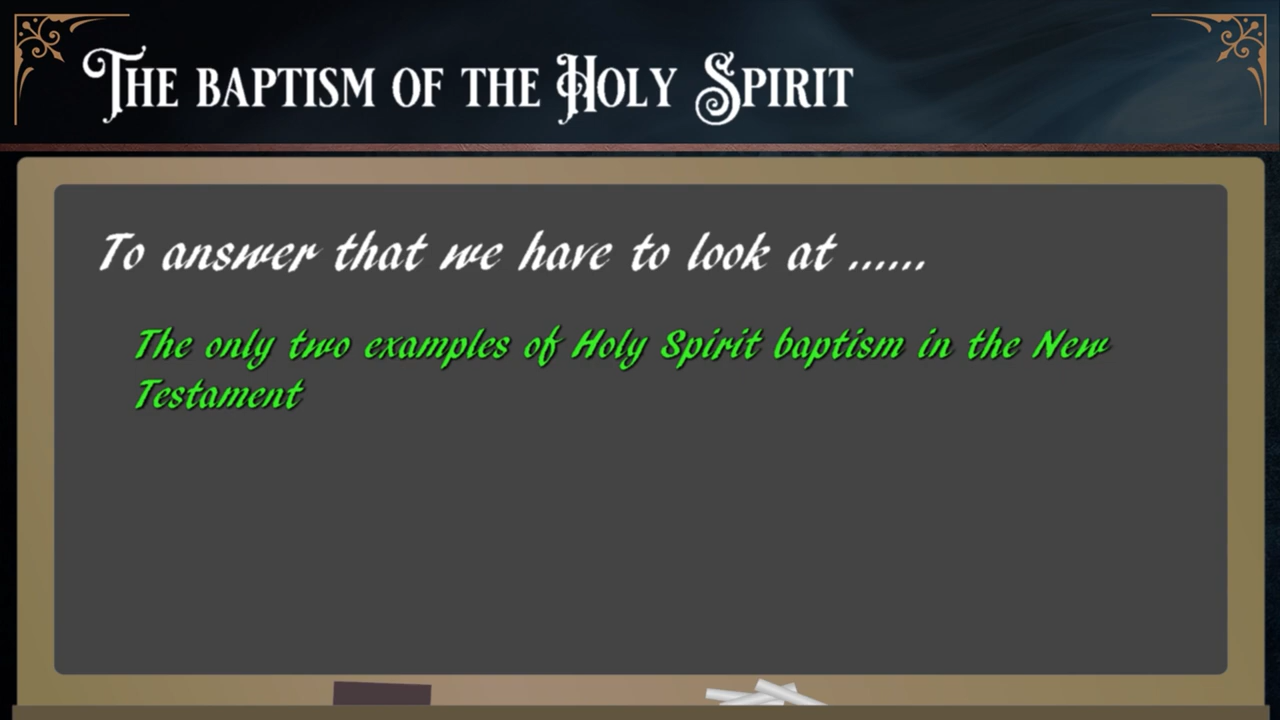 The baptism of the Holy Spirit
To answer that we have to look at ......
The only two examples of Holy Spirit baptism in the New
Testament